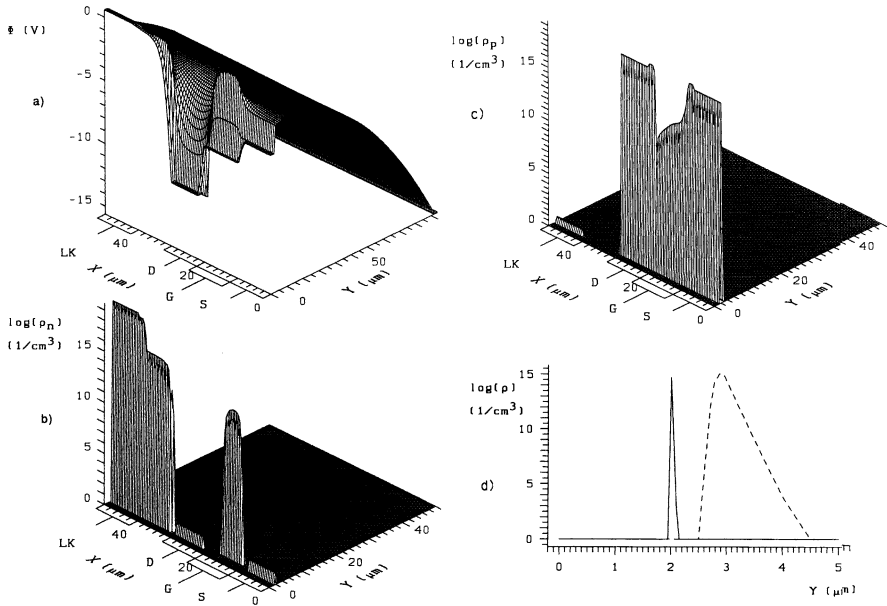 0
Φ (V)
-5
a)
-10
-15
40
LK
X (μm)
D
20
G
S
0
0
Y (μm)
50
log(ρn)
(1/cm3)
15
10
b)
5
0
40
LK
X (μm)
D
20
G
S
0
0
20
Y (μm)
40
log(ρp)
(1/cm3)
15
c)
10
5
0
40
LK
X (μm)
D
20
G
S
0
0
20
Y (μm)
40
log(ρ)
(1/cm3)
15
10
d)
5
0
0
1
2
3
4
5
Y (μm)